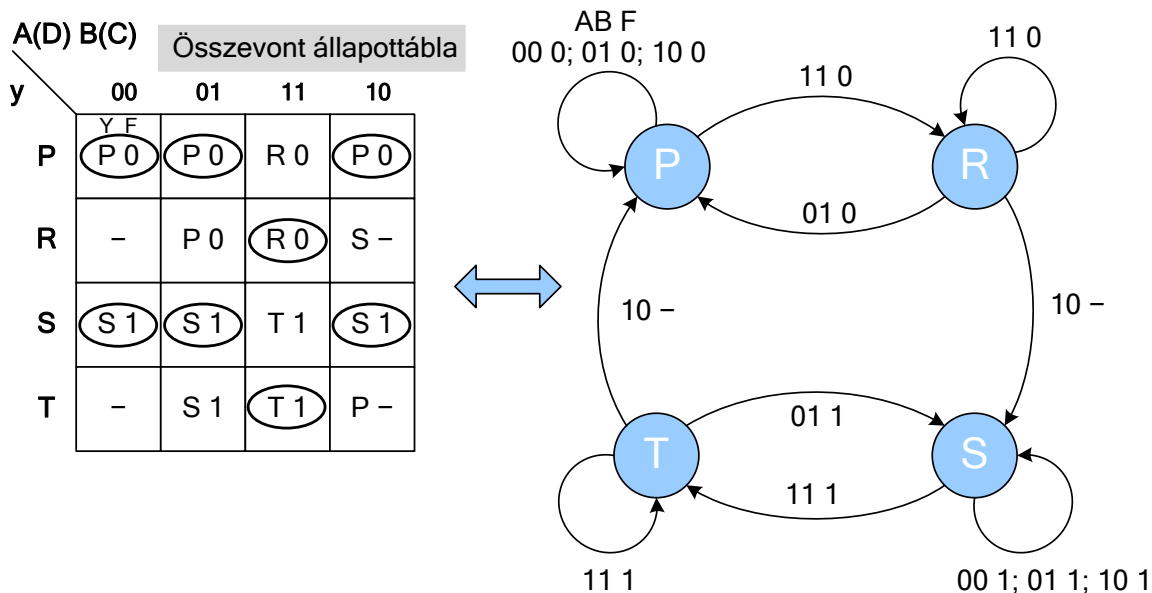 A(D) B(C)
Összevont állapottábla
y 00 01 11 10
Y F
P P 0 P 0 R 0 P 0
R – P 0 R 0 S –
S S 1 S 1 T 1 S 1
T – S 1 T 1 P –
AB F
00 0; 01 0; 10 0
11 0
11 0
P
R
01 0
10 –
10 –
01 1
T
S
11 1
11 1
00 1; 01 1; 10 1